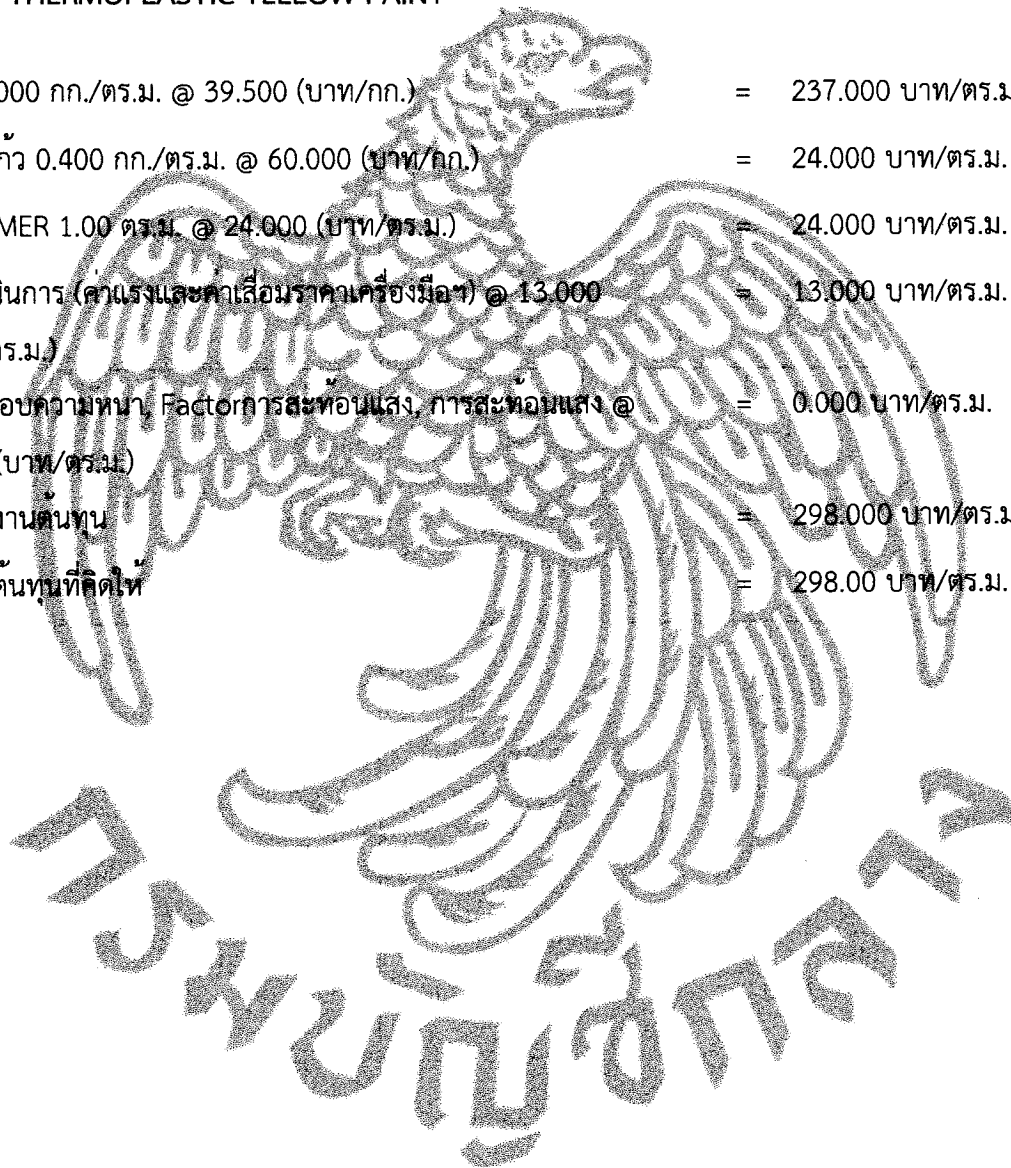 THERMOPLASTIC YELLOW PAINT
000 กก./ตร.ม. @ 39.500 (บาท/กก.) = 237.000 บาท/ตร.ม
ก้ว 0.400 กก./ตร.ม. @ 60.000 (บาท/กก.) = 24.000 บาท/ตร.ม.
MER 1.00 ตร.ม. @ 24.000 (บาท/ตร.ม.) = 24.000 บาท/ตร.ม.
นินการ (ค่าแรงและค่าเสื่อมราคาเครื่องมือฯ) @ 13.000 = 13.000 บาท/ตร.ม.
ตร.ม.)
อบความหนา, Factorการสะท้อนแสง, การสะท้อนแสง @ = 0.000 บาท/ตร.ม.
(บาท/ตร.ม.)
งานต้นทุน = 298.000 บาท/ตร.ม
ต้นทุนที่คิดให้ = 298.00 บาท/ตร.ม.
กรมบัญชีกลาง